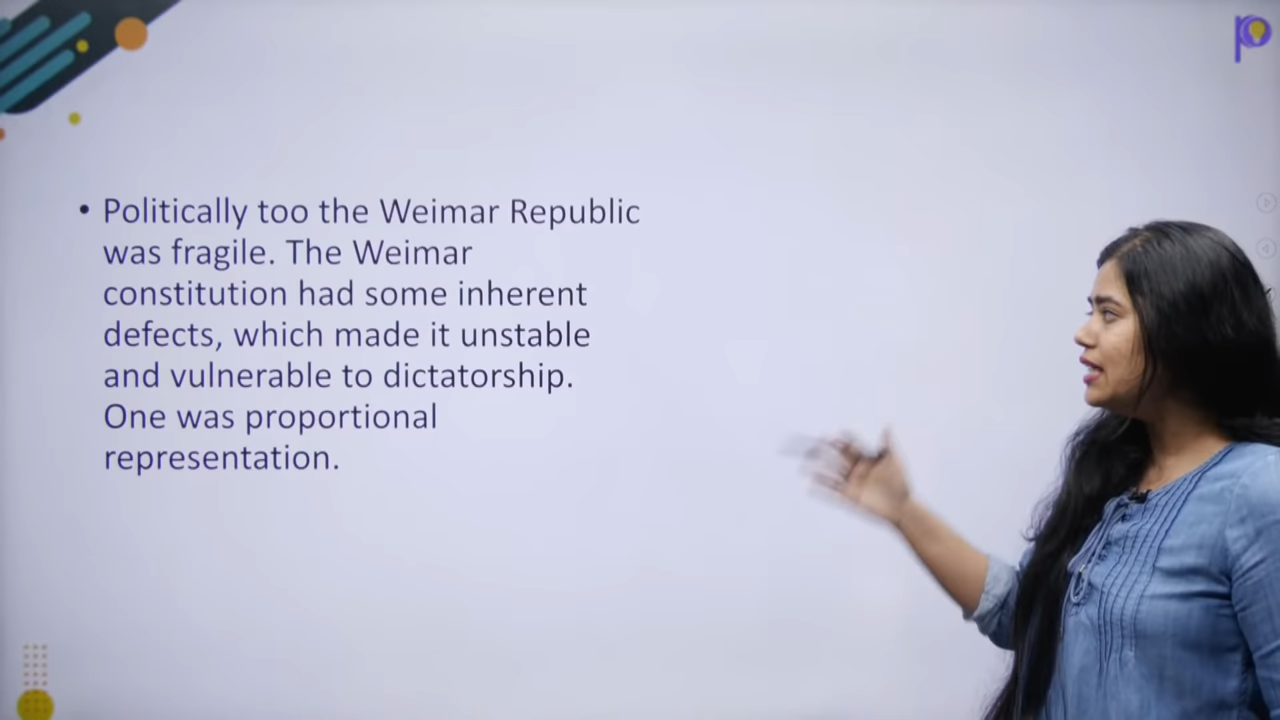 • Politically too the Weimar Republic
was fragile. The Weimar
constitution had some inherent
defects, which made it unstable
and vulnerable to dictatorship.
One was proportional
representation.